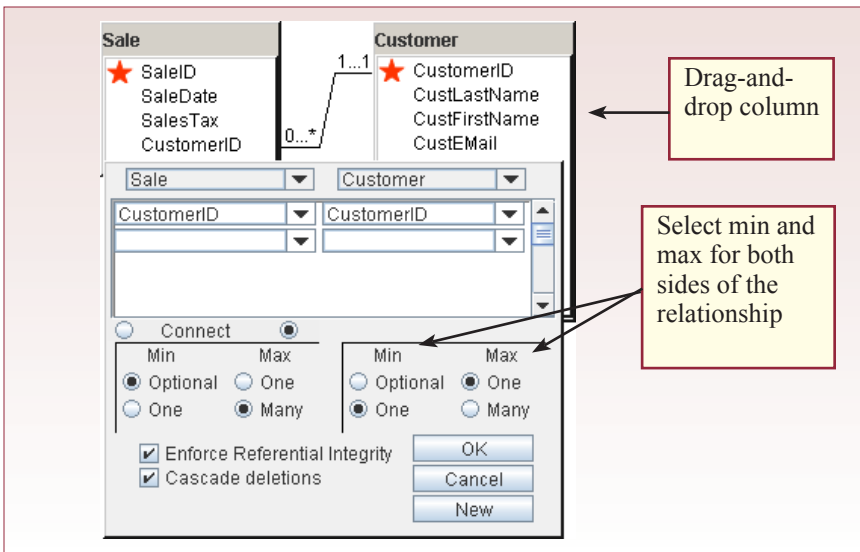 Sale
Customer
SaleID
SaleDate
SalesTax
CustomerID
0...*
1...1
CustomerID
CustLastName
CustFirstName
CustEMail
Drag-and-
drop column
Sale
Customer
CustomerID
CustomerID
Select min and
max for both
sides of the
relationship
Connect
Min Max
Optional One
One Many
Min Max
Optional One
One Many
Enforce Referential Integrity
Cascade deletions
OK
Cancel
New